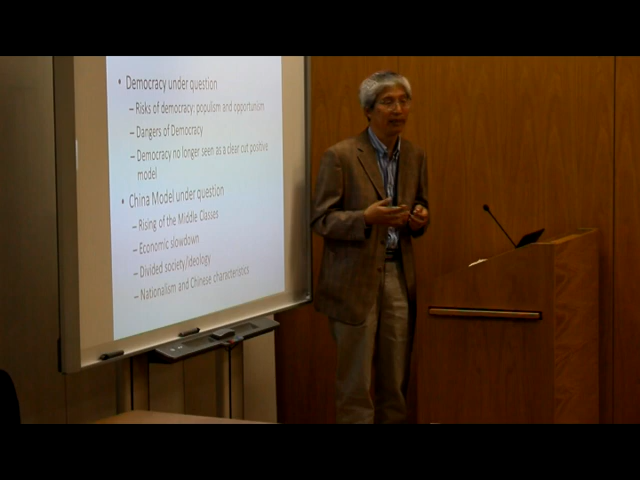 • Democracy under question
– Risks of democracy: populism and opportunism
– Dangers of Democracy
– Democracy no longer seen as a clear cut positive
model
• China Model under question
– Rising of the Middle Classes
– Economic slowdown
– Divided society/ideology
– Nationalism and Chinese characteristics